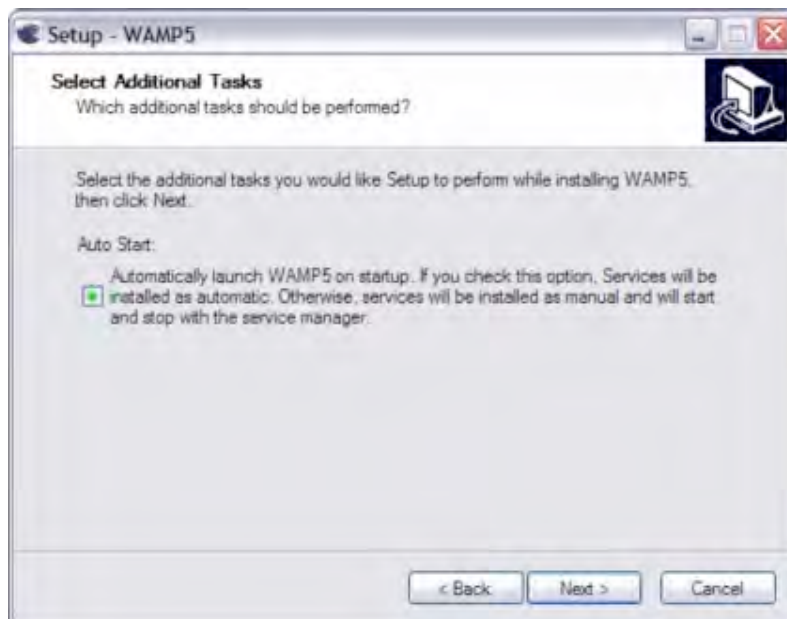 Setup - WAMP5
Select Additional Tasks
Which additional tasks should be performed?
Select the additional tasks you would like Setup to perform while installing WAMP5,
then click Next.
Auto Start:
Automatically launch WAMP5 on startup. If you check this option, Services will be
installed as automatic. Otherwise, services will be installed as manual and will start
and stop with the service manager.
< Back
Next >
Cancel